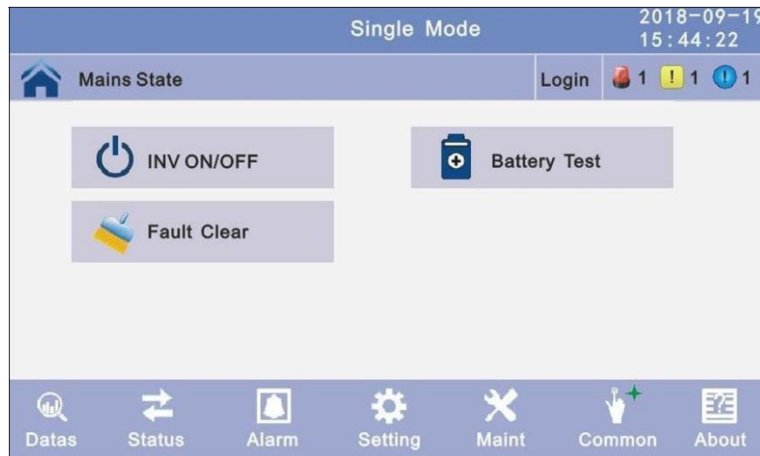 Single Mode
2018-09-19
15:44:22
Mains State
Login
1
! 1
! 1
INV ON/OFF
Battery Test
Fault Clear
Datas
Status
Alarm
Setting
Maint
Common
About